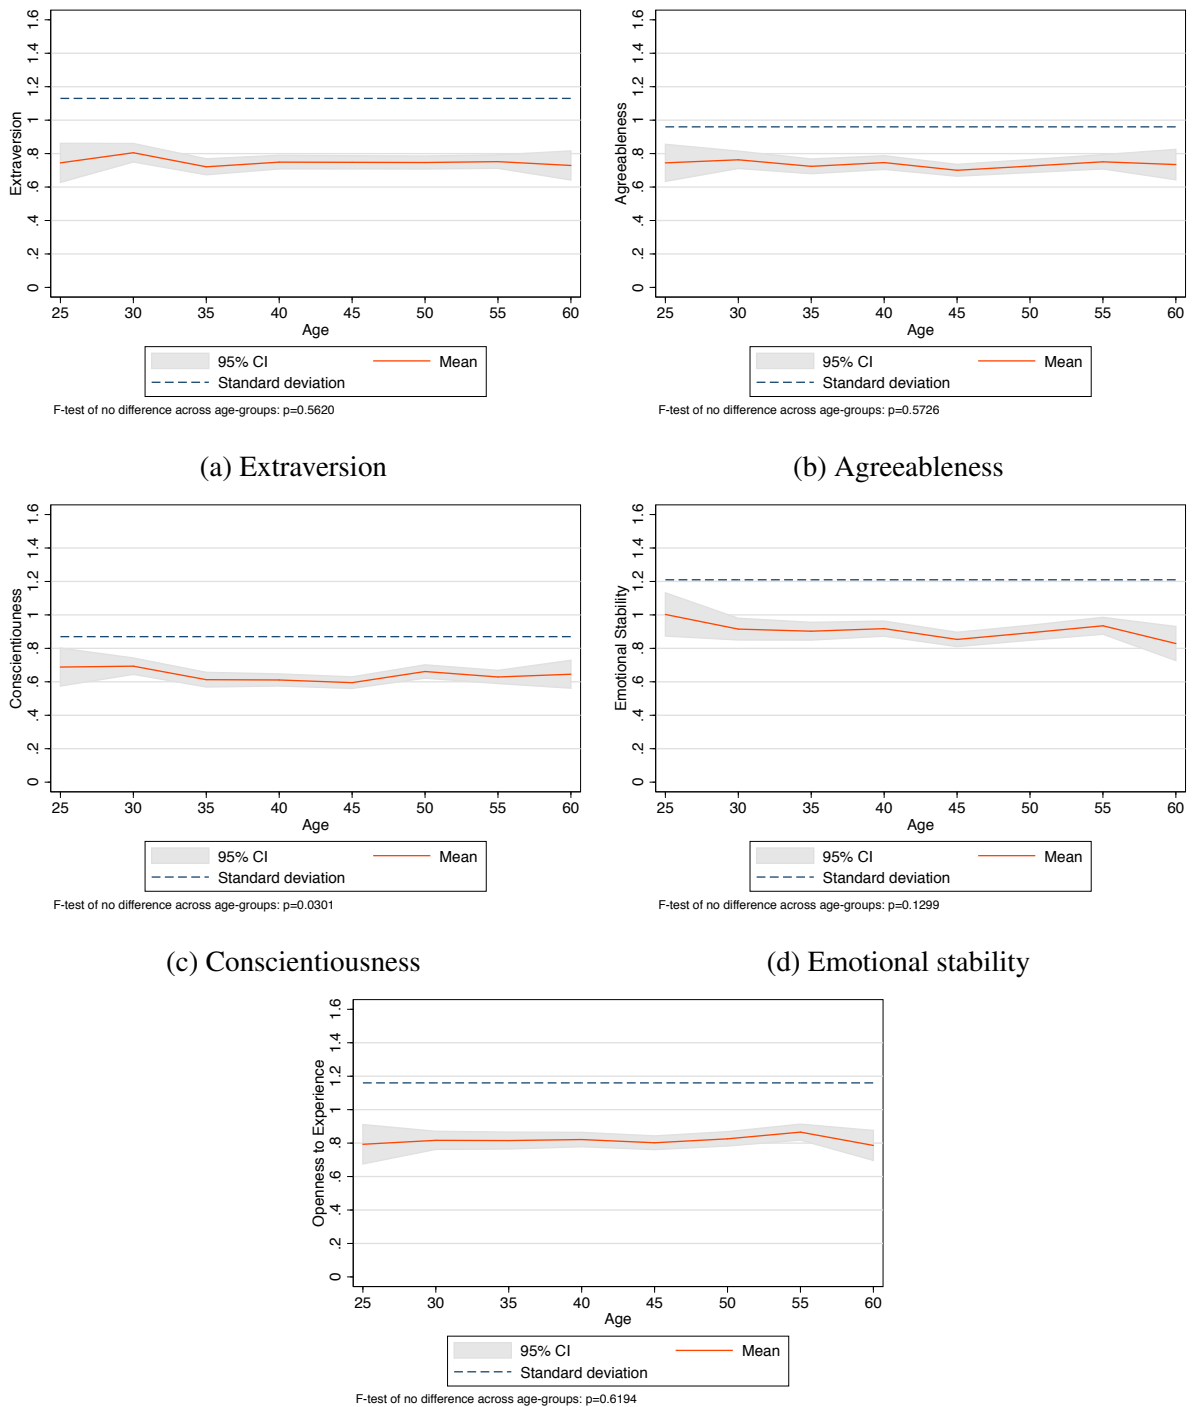 Extraversion
0 .2 .4 .6 .8 1 1.2 1.4 1.6
25 30 35 40 45 50 55 60
Age
95% CI
Mean
Standard deviation
F-test of no difference across age-groups: p=0.5620
(a) Extraversion
Agreeableness
0 .2 .4 .6 .8 1 1.2 1.4 1.6
25 30 35 40 45 50 55 60
Age
95% CI
Mean
Standard deviation
F-test of no difference across age-groups: p=0.5726
(b) Agreeableness
Conscientiouness
0 .2 .4 .6 .8 1 1.2 1.4 1.6
25 30 35 40 45 50 55 60
Age
95% CI
Mean
Standard deviation
F-test of no difference across age-groups: p=0.0301
(c) Conscientiousness
Emotional Stability
0 .2 .4 .6 .8 1 1.2 1.4 1.6
25 30 35 40 45 50 55 60
Age
95% CI
Mean
Standard deviation
F-test of no difference across age-groups: p=0.1299
(d) Emotional stability
Openness to Experience
0 .2 .4 .6 .8 1 1.2 1.4 1.6
25 30 35 40 45 50 55 60
Age
95% CI
Mean
Standard deviation
F-test of no difference across age-groups: p=0.6194